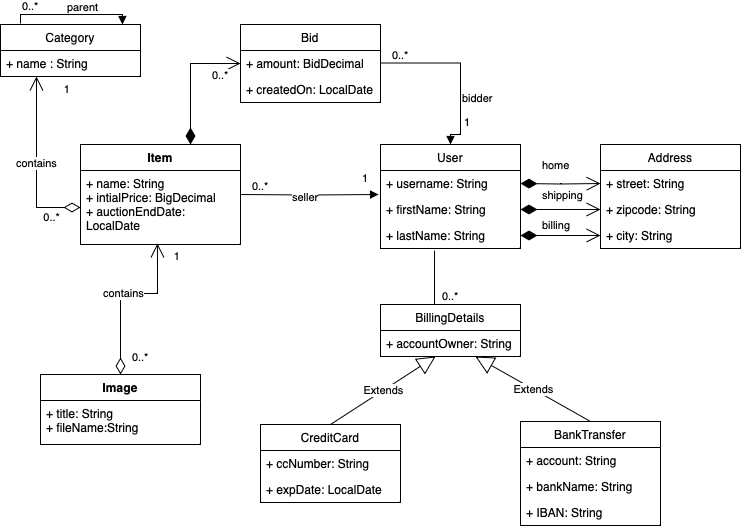 0..*
parent
Category
+ name : String
1
contains
0..*
Bid
+ amount: BidDecimal
+ createdOn: LocalDate
0..*
0..*
bidder
1
Item
+ name: String
+ intialPrice: BigDecimal
+ auctionEndDate:
LocalDate
0..*
seller
1
User
+ username: String
+ firstName: String
+ lastName: String
home
shipping
billing
Address
+ street: String
+ zipcode: String
+ city: String
1
contains
0..*
Image
+ title: String
+ fileName:String
0..*
BillingDetails
+ accountOwner: String
Extends
Extends
CreditCard
+ ccNumber: String
+ expDate: LocalDate
BankTransfer
+ account: String
+ bankName: String
+ IBAN: String